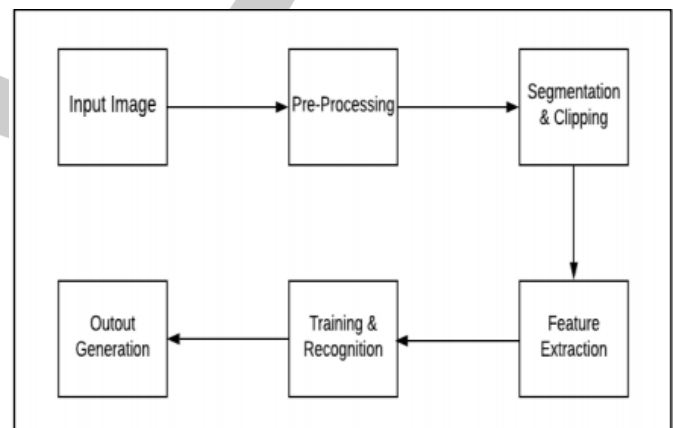 Input Image
Pre-Processing
Segmentation
& Clipping
Feature
Extraction
Training &
Recognition
Outout
Generation